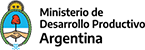 Ministerio de
Desarrollo Productivo
Argentina